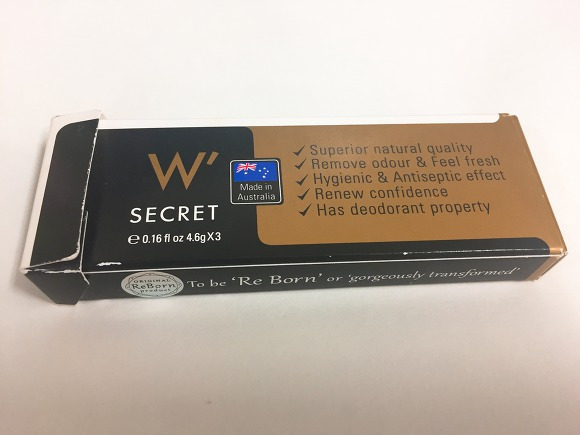 W'
SECRET
℮ 0.16 fl oz 4.6g X 3
Made in
Australia
✓ Superior natural quality
✓ Remove odour & Feel fresh
✓ Hygienic & Antiseptic effect
✓ Renew confidence
✓ Has deodorant property
ORIGINAL
ReBorn
product
To be 'Re Born' or 'gorgeously transformed'